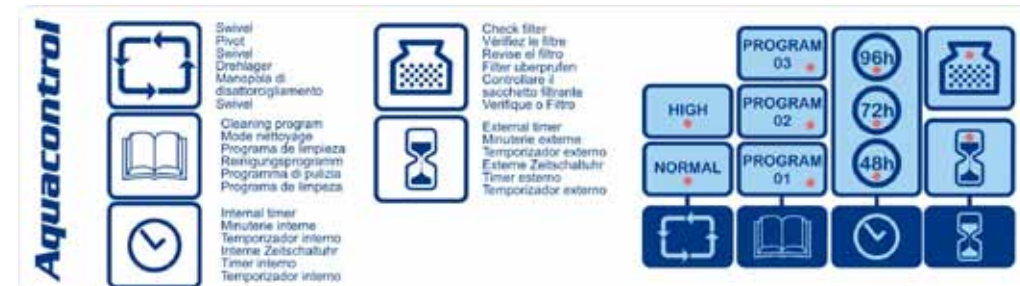 Aquacontrol
Swivel
Pivot
Swivel
Drehlager
Manopola di
disattorcigliamento
Swivel
Cleaning program
Mode nettoyage
Programa de limpieza
Reinigungsprogramm
Programma di pulizia
Programa de limpeza
Internal timer
Minuterie interne
Temporizador interno
Interne Zeitschaltuhr
Timer interno
Temporizador interno
Check filter
Vérifiez le filtre
Revise el filtro
Filter uberprufen
Controllare il
sacchetto filtrante
Verifique o Filtro
External timer
Minuterie externe
Temporizador externo
Externe Zeitschaltuhr
Timer esterno
Temporizador externo
HIGH
NORMAL
PROGRAM
03
PROGRAM
02
PROGRAM
01
96h
72h
48h